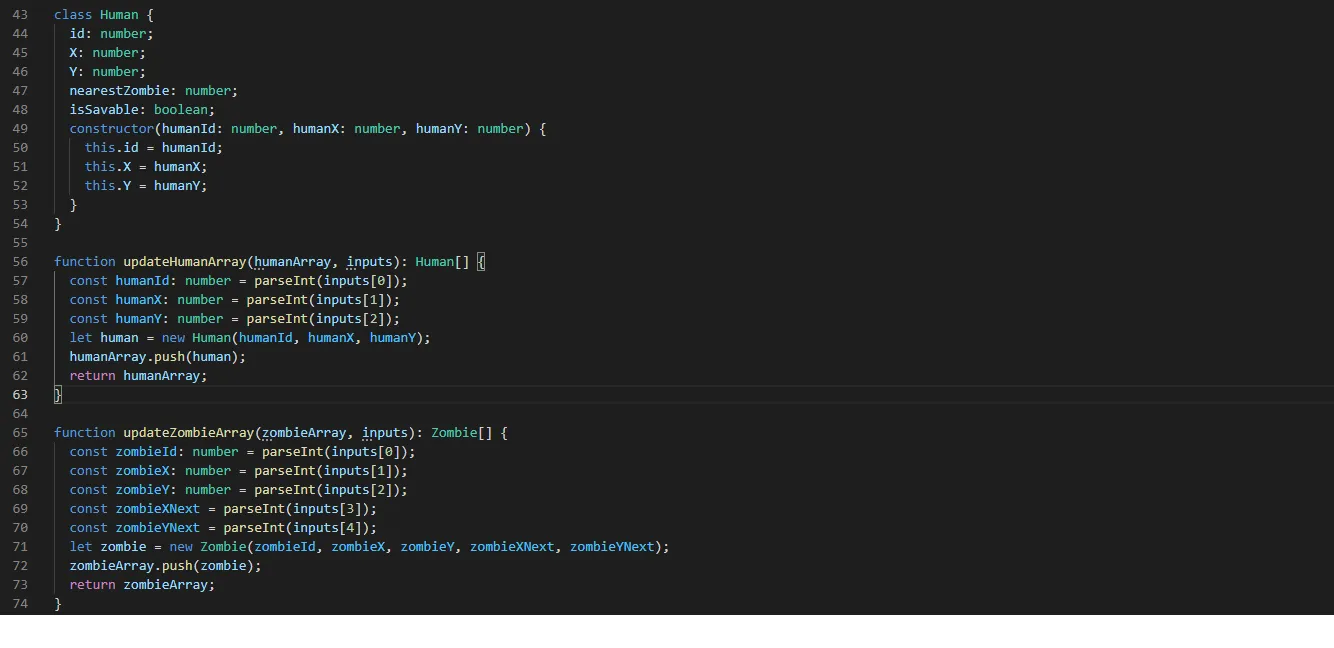 43 class Human {
44   id: number;
45   X: number;
46   Y: number;
47   nearestZombie: number;
48   isSavable: boolean;
49   constructor(humanId: number, humanX: number, humanY: number) {
50     this.id = humanId;
51     this.X = humanX;
52     this.Y = humanY;
53   }
54 }
55
56 function updateHumanArray(humanArray, inputs): Human[] {
57   const humanId: number = parseInt(inputs[0]);
58   const humanX: number = parseInt(inputs[1]);
59   const humanY: number = parseInt(inputs[2]);
60   let human = new Human(humanId, humanX, humanY);
61   humanArray.push(human);
62   return humanArray;
63 }
64
65 function updateZombieArray(zombieArray, inputs): Zombie[] {
66   const zombieId: number = parseInt(inputs[0]);
67   const zombieX: number = parseInt(inputs[1]);
68   const zombieY: number = parseInt(inputs[2]);
69   const zombieXNext = parseInt(inputs[3]);
70   const zombieYNext = parseInt(inputs[4]);
71   let zombie = new Zombie(zombieId, zombieX, zombieY, zombieXNext, zombieYNext);
72   zombieArray.push(zombie);
73   return zombieArray;
74 }